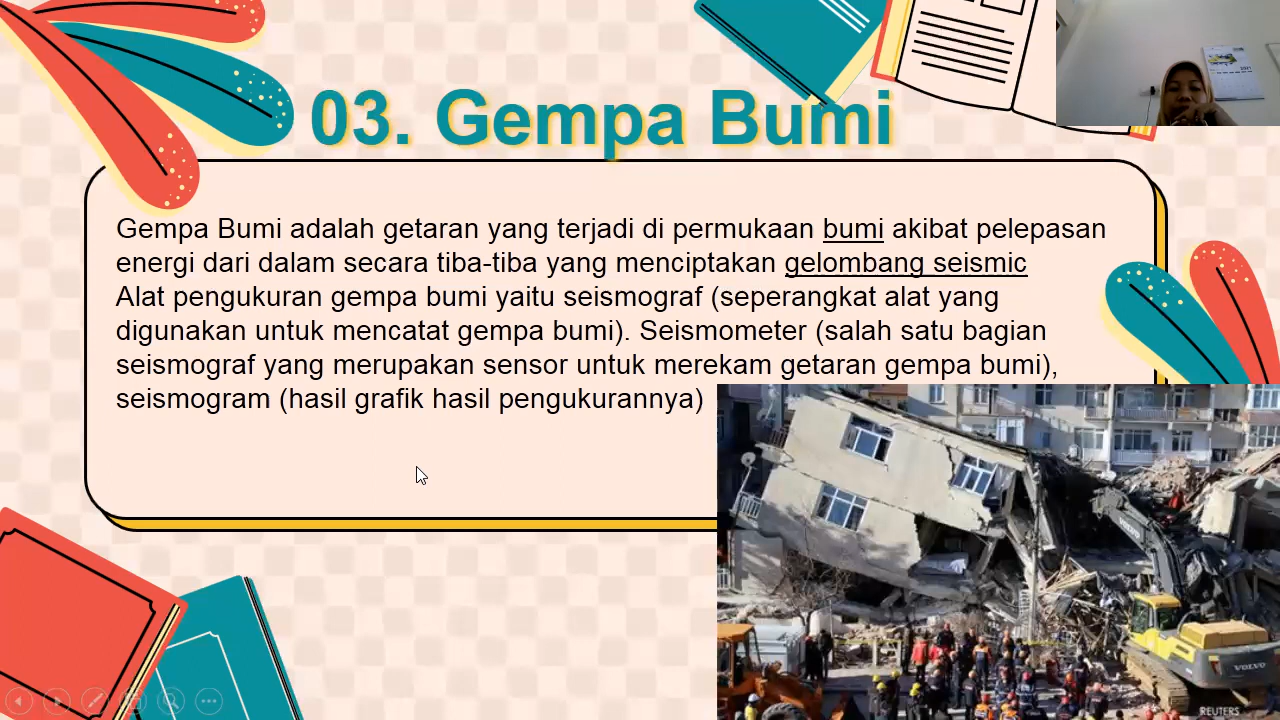 03. Gempa Bumi
Gempa Bumi adalah getaran yang terjadi di permukaan bumi akibat pelepasan
energi dari dalam secara tiba-tiba yang menciptakan gelombang seismic
Alat pengukuran gempa bumi yaitu seismograf (seperangkat alat yang
digunakan untuk mencatat gempa bumi). Seismometer (salah satu bagian
seismograf yang merupakan sensor untuk merekam getaran gempa bumi),
seismogram (hasil grafik hasil pengukurannya)
VOLVO
VOLVO
REUTERS